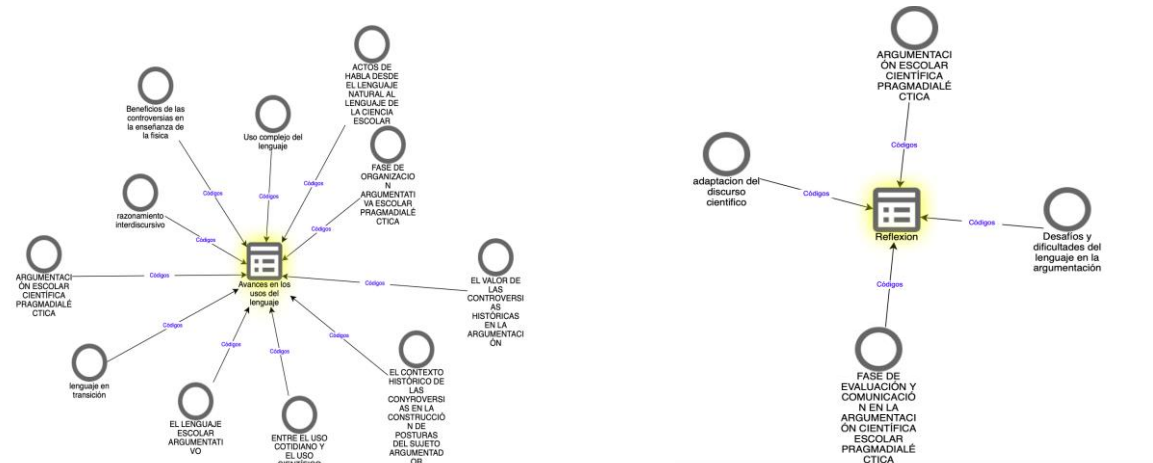 ACTOS DE
HABLA DESDE
EL LENGUAJE
NATURAL AL
LENGUAJE DE
LA CIENCIA
ESCOLAR
Beneficios de las
controversias en
la enseñanza de
la fisica
Uso complejo del
lenguaje
FASE DE
ORGANIZACIO
N
ARGUMENTATI
VA ESCOLAR
PRAGMADIALÉ
CTICA
razonamiento
interdiscursivo
ARGUMENTACI
ÓN ESCOLAR
CIENTÍFICA
PRAGMADIALÉ
CTICA
Avances en los
usos del
lenguaje
EL VALOR DE
LAS
CONTROVERSI
AS
HISTÓRICAS
EN LA
ARGUMENTACI
ÓN
lenguaje en
transición
EL LENGUAJE
ESCOLAR
ARGUMENTATI
VO
ENTRE EL USO
COTIDIANO Y
EL USO
CIENTÍFICO
EL CONTEXTO
HISTÓRICO DE
LAS
CONYROVERSI
AS EN LA
CONSTRUCCIÓ
N DE
POSTURAS
DEL SUJETO
ARGUMENTAD
OR
Códigos
Códigos
Códigos
Códigos
Códigos
Códigos
Códigos
Códigos
Códigos
Códigos
Códigos
ARGUMENTACI
ÓN ESCOLAR
CIENTÍFICA
PRAGMADIALÉ
CTICA
Códigos
adaptacion del
discurso
cientifico
Códigos
Reflexion
Códigos
Desafíos y
dificultades del
lenguaje en la
argumentación
Códigos
FASE DE
EVALUACIÓN Y
COMUNICACIÓ
N EN LA
ARGUMENTACI
ÓN CIENTÍFICA
ESCOLAR
PRAGMADIALÉ
CTICA